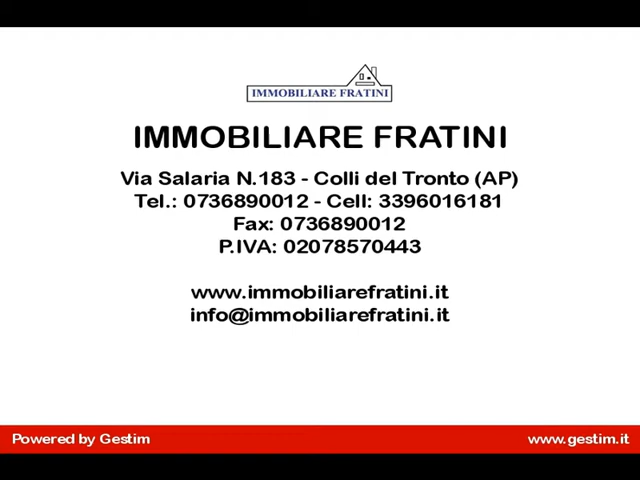 IMMOBILIARE FRATINI
IMMOBILIARE FRATINI
Via Salaria N.183 - Colli del Tronto (AP)
Tel.: 0736890012 - Cell: 3396016181
Fax: 0736890012
P.IVA: 02078570443
www.immobiliarefratini.it
info@immobiliarefratini.it
Powered by Gestim
www.gestim.it